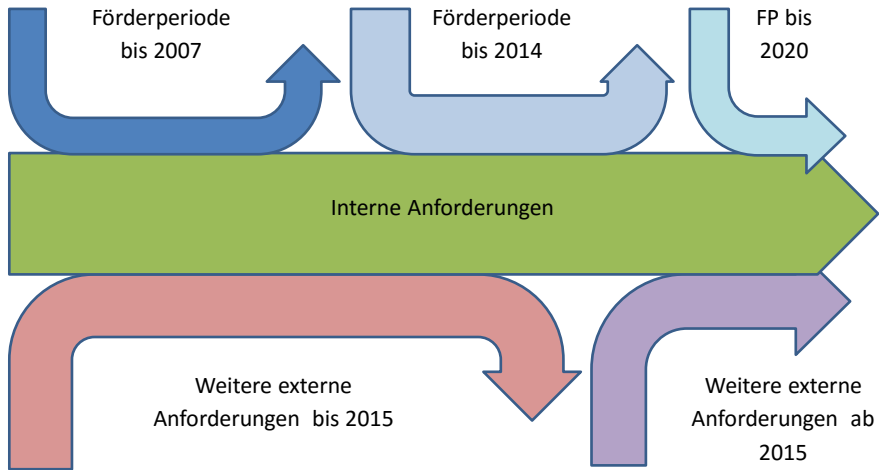 Förderperiode
bis 2007
Förderperiode
bis 2014
FP bis
2020
Interne Anforderungen
Weitere externe
Anforderungen bis 2015
Weitere externe
Anforderungen ab
2015